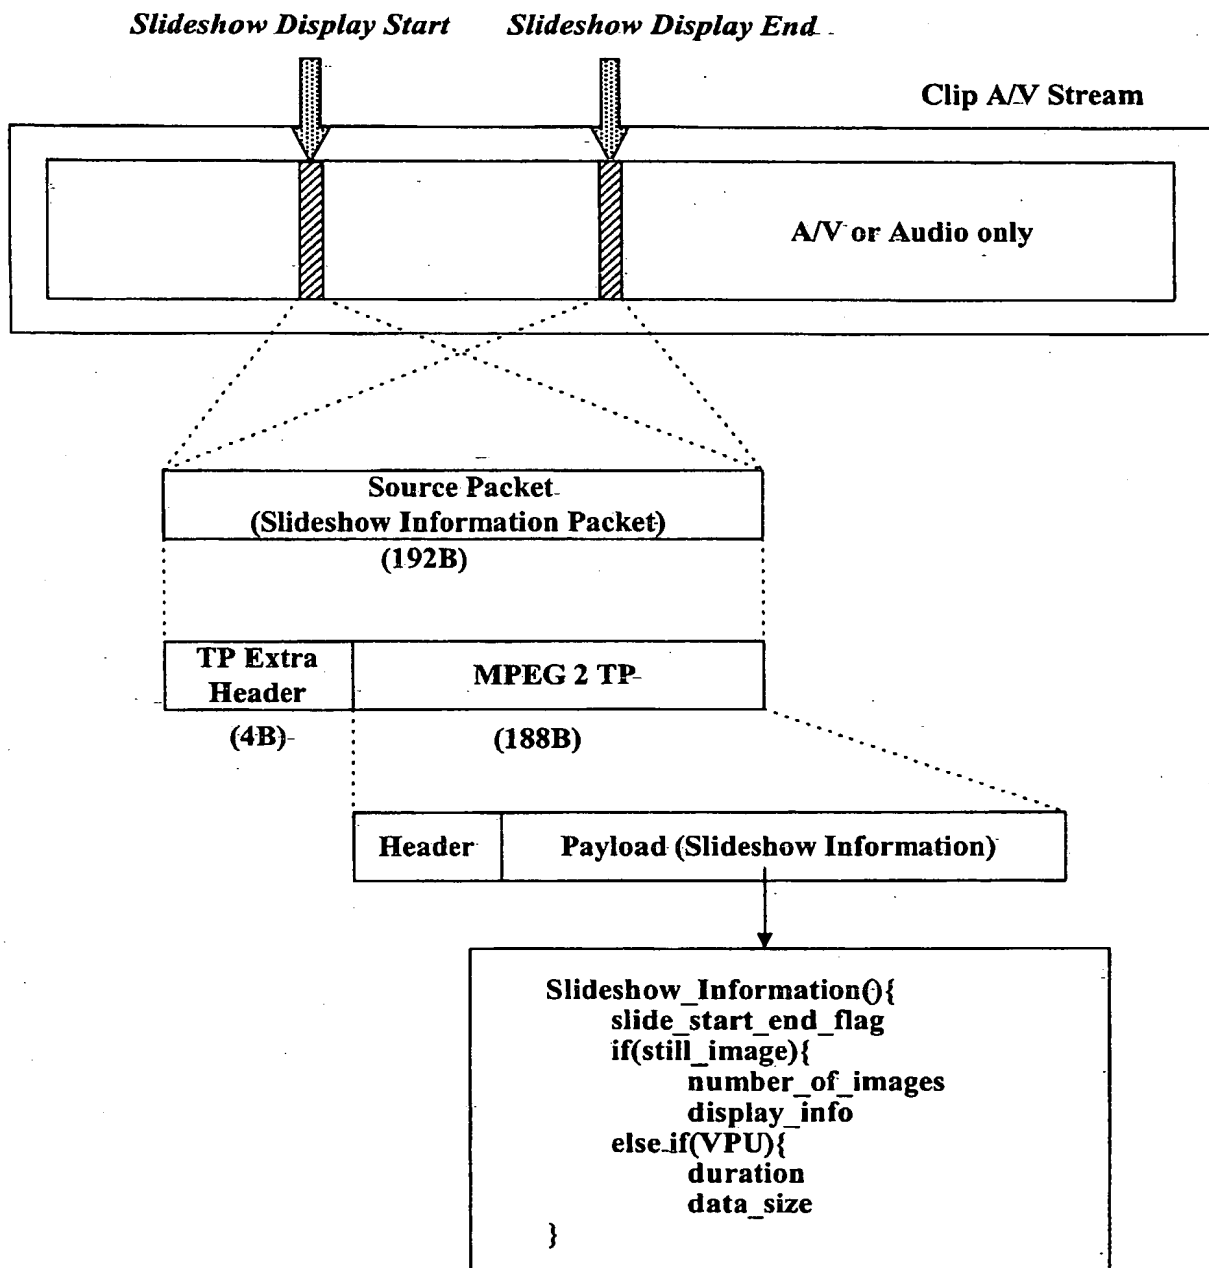 Slideshow Display Start
Slideshow Display End
Clip A/V Stream
A/V or Audio only
Source Packet
(Slideshow Information Packet)
(192B)
TP Extra
Header
MPEG 2 TP
(4B)
(188B)
Header
Payload (Slideshow Information)
Slideshow_Information(){
slide_start_end_flag
if(still_image){
number_of_images
display_info
else if(VPU){
duration
data_size
}